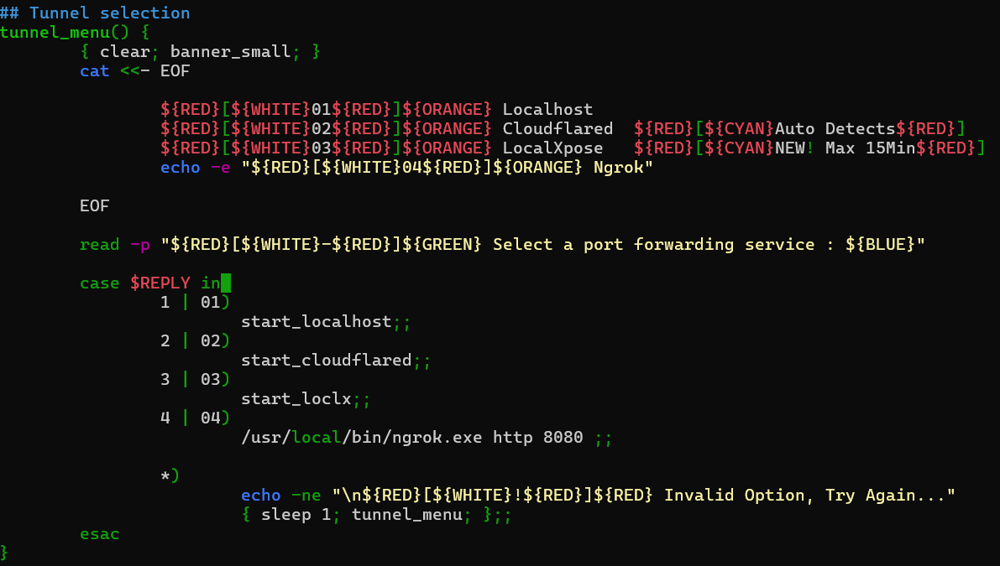 ## Tunnel selection
tunnel_menu() {
{ clear; banner_small; }
cat <<- EOF
${RED}[${WHITE}01${RED}]${ORANGE} Localhost
${RED}[${WHITE}02${RED}]${ORANGE} Cloudflared  ${RED}[${CYAN}Auto Detects${RED}]
${RED}[${WHITE}03${RED}]${ORANGE} LocalXpose   ${RED}[${CYAN}NEW! Max 15Min${RED}]
echo -e "${RED}[${WHITE}04${RED}]${ORANGE} Ngrok"
EOF
read -p "${RED}[${WHITE}-${RED}]${GREEN} Select a port forwarding service : ${BLUE}"
case $REPLY in
1 | 01)
start_localhost;;
2 | 02)
start_cloudflared;;
3 | 03)
start_loclx;;
4 | 04)
/usr/local/bin/ngrok.exe http 8080 ;;
*)
echo -ne "\n${RED}[${WHITE}!${RED}]${RED} Invalid Option, Try Again..."
{ sleep 1; tunnel_menu; };;
esac
}